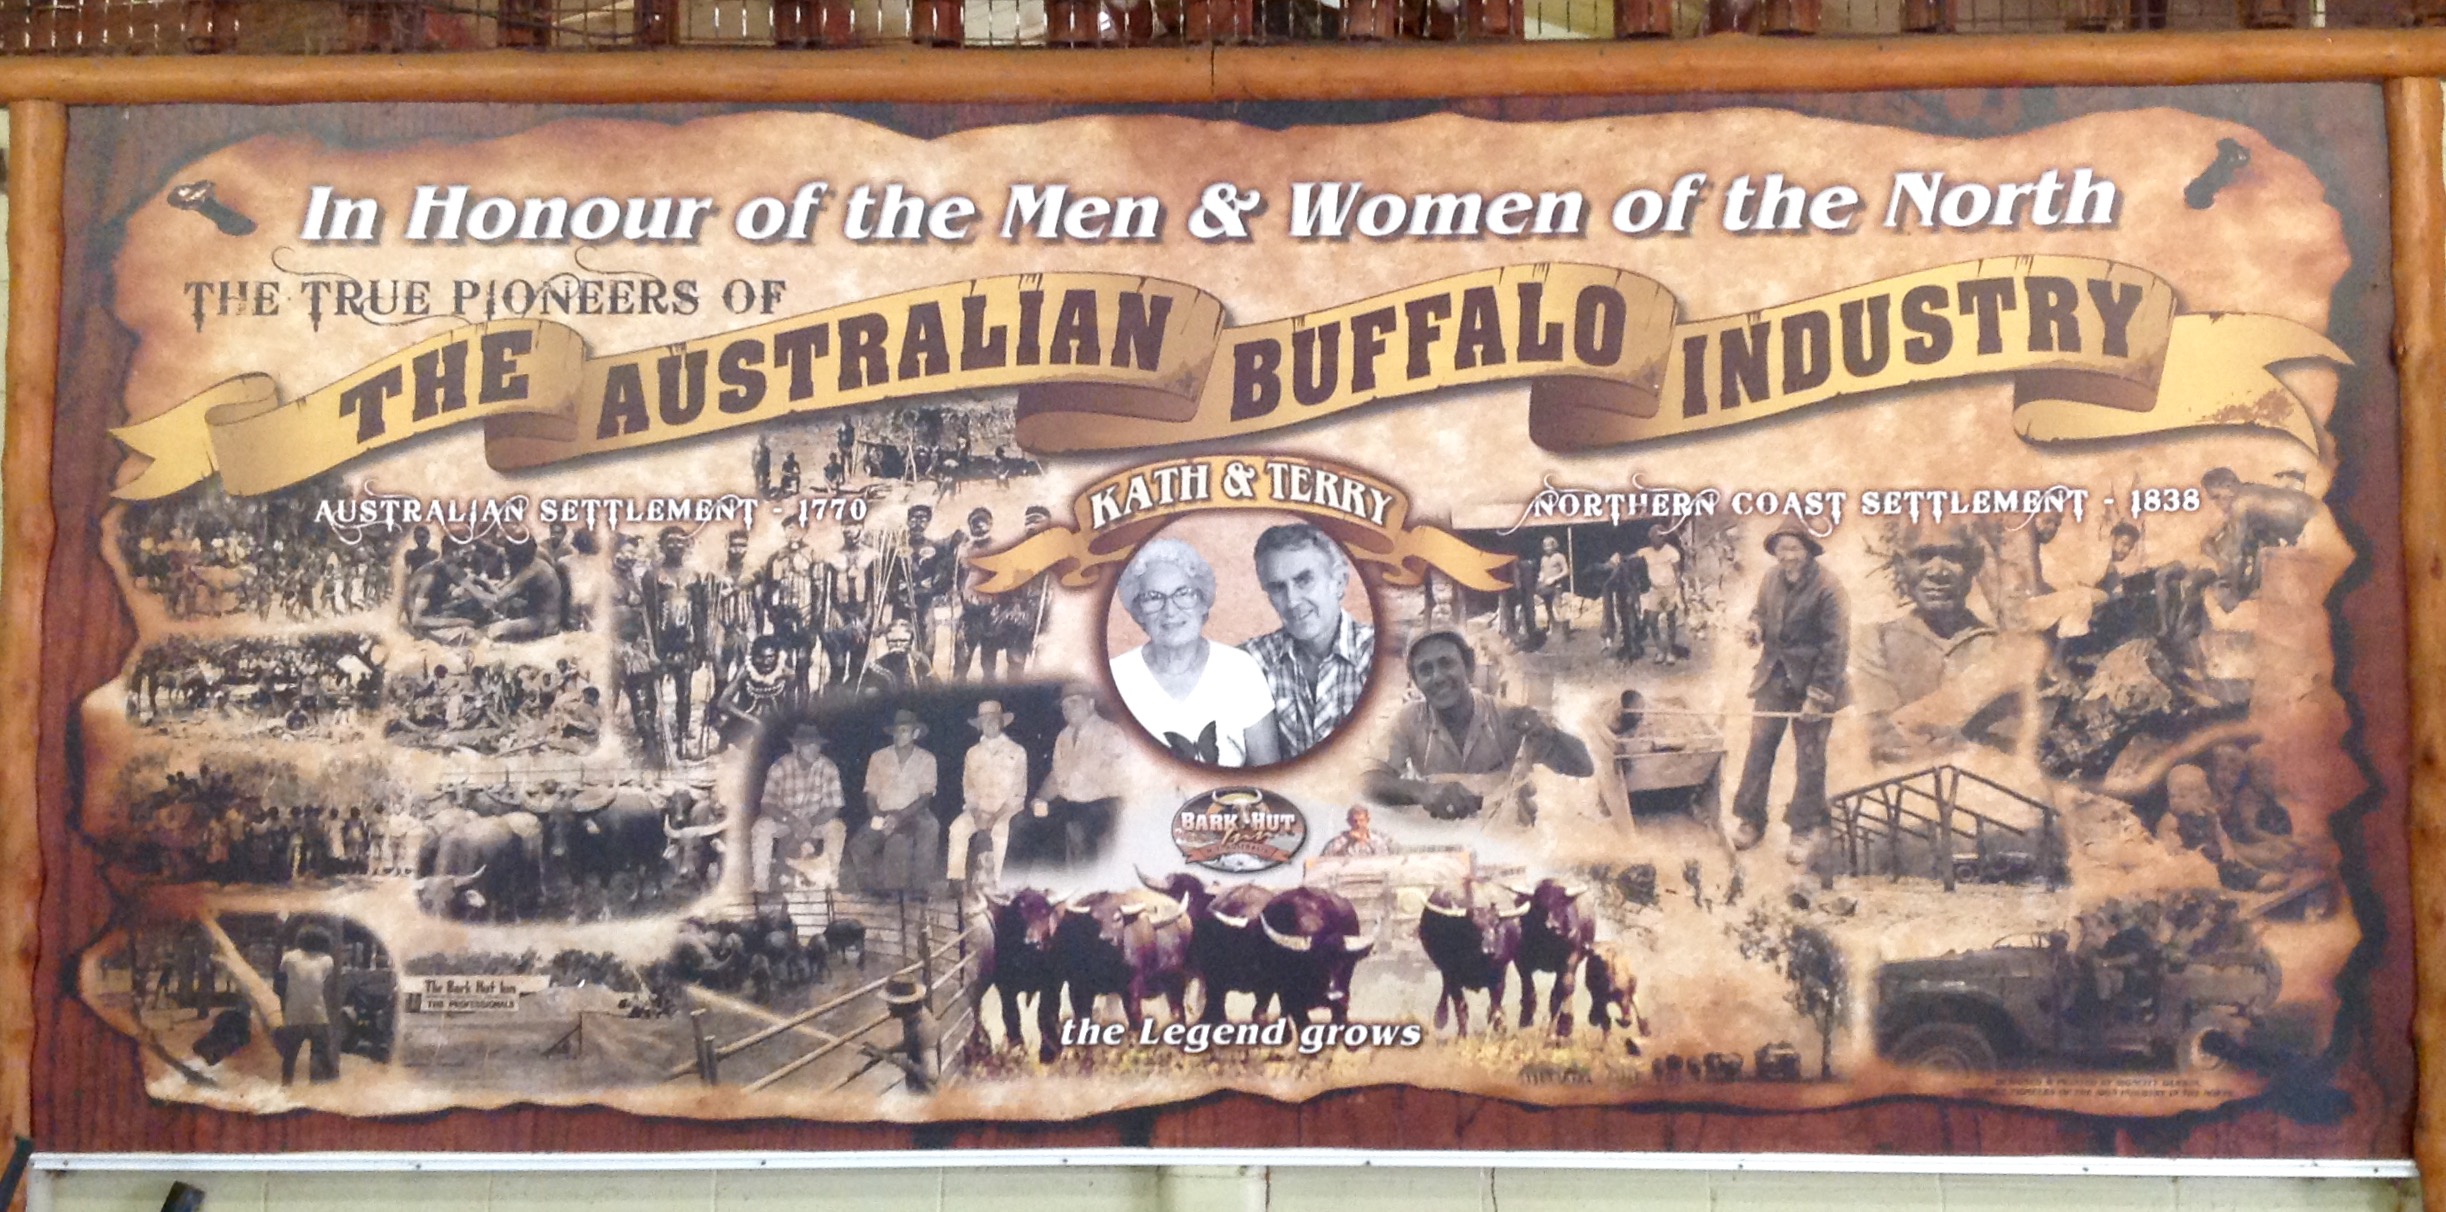 In Honour of the Men & Women of the North
THE TRUE PIONEERS OF
THE AUSTRALIAN BUFFALO INDUSTRY
AUSTRALIAN SETTLEMENT - 1770
KATH & TERRY
NORTHERN COAST SETTLEMENT - 1838
BARK HUT
Inn
The Bark Hut Inn
THE PROFESSIONALS
the Legend grows